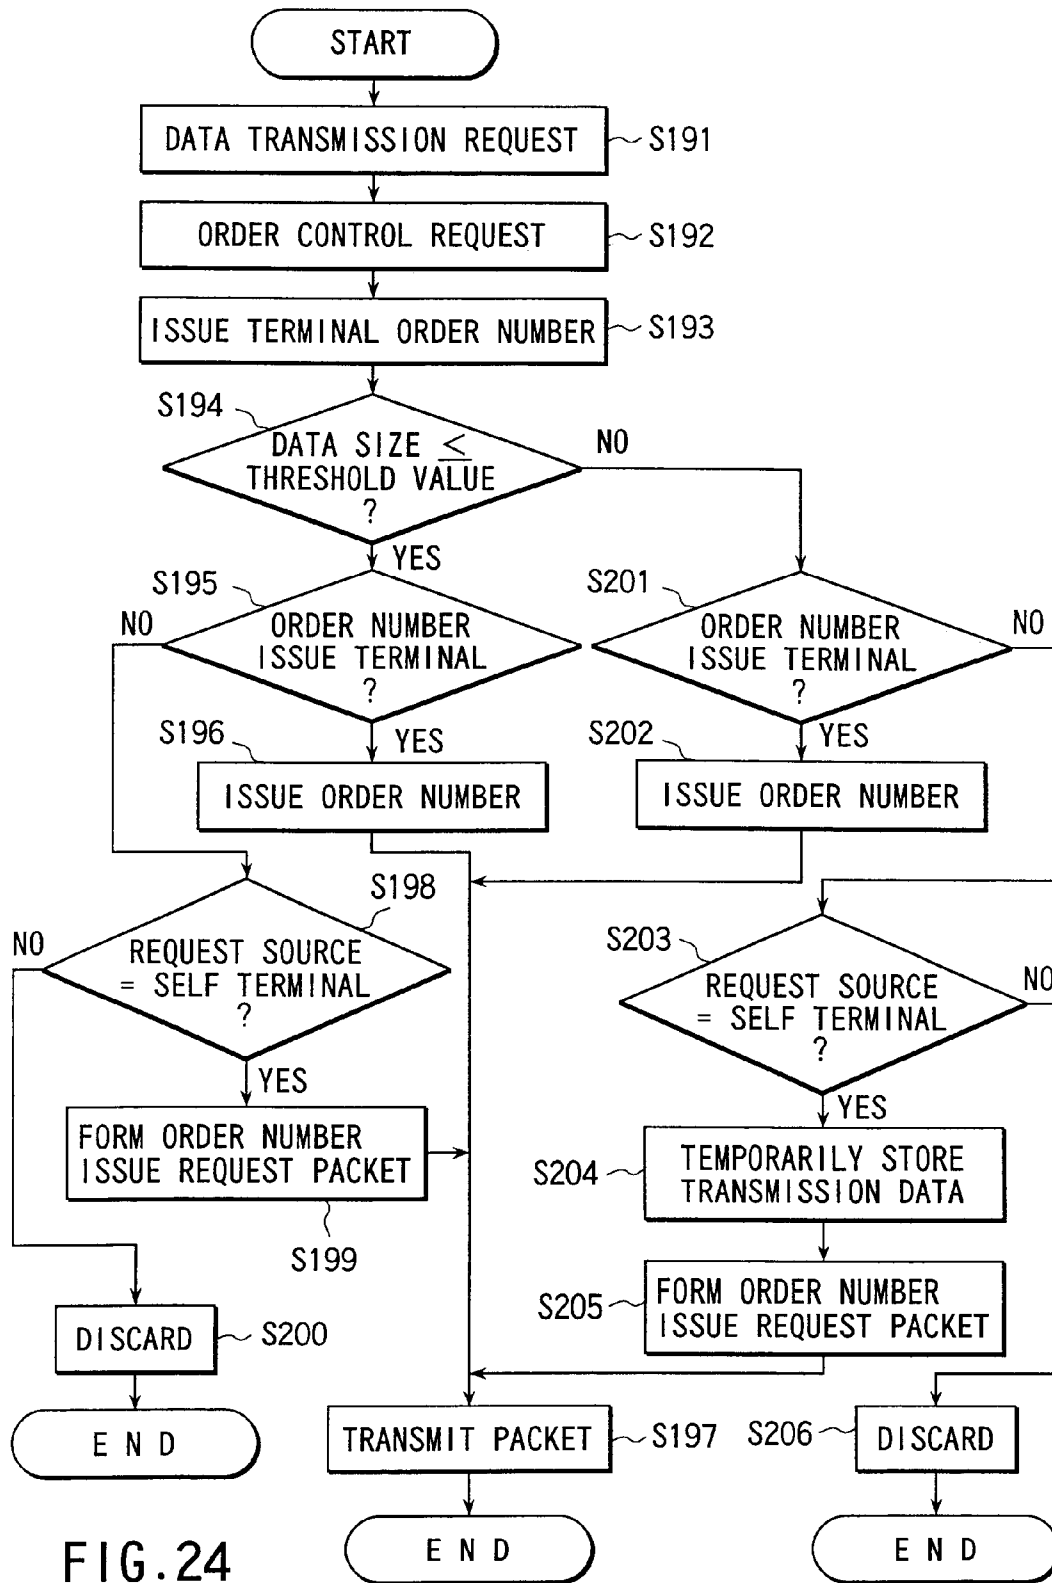 START
DATA TRANSMISSION REQUEST
S191
ORDER CONTROL REQUEST
S192
ISSUE TERMINAL ORDER NUMBER
S193
S194
DATA SIZE ≤
THRESHOLD VALUE
?
NO
YES
S195
NO
ORDER NUMBER
ISSUE TERMINAL
?
YES
S201
ORDER NUMBER
ISSUE TERMINAL
?
NO
YES
S196
ISSUE ORDER NUMBER
S202
ISSUE ORDER NUMBER
S198
NO
REQUEST SOURCE
= SELF TERMINAL
?
YES
S203
REQUEST SOURCE
= SELF TERMINAL
?
NO
YES
FORM ORDER NUMBER
ISSUE REQUEST PACKET
S199
S204
TEMPORARILY STORE
TRANSMISSION DATA
S205
FORM ORDER NUMBER
ISSUE REQUEST PACKET
DISCARD
S200
END
TRANSMIT PACKET
S197
END
S206
DISCARD
END
FIG.24